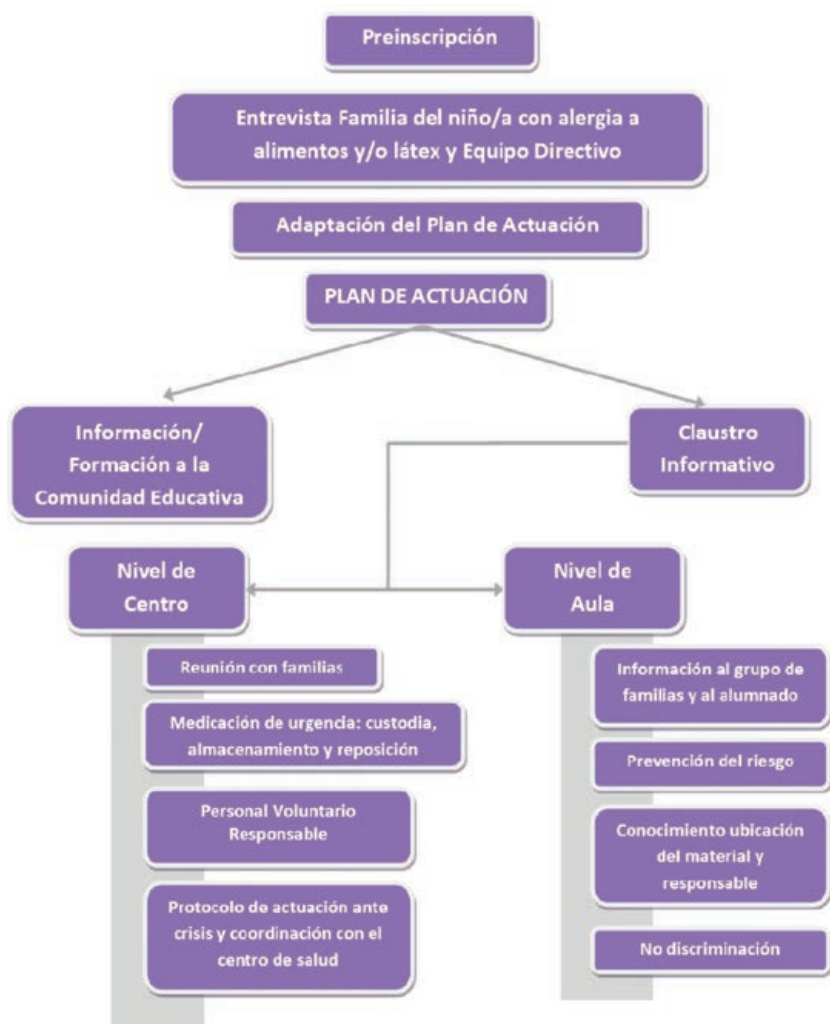 Preinscripción
Entrevista Familia del niño/a con alergia a
alimentos y/o látex y Equipo Directivo
Adaptación del Plan de Actuación
PLAN DE ACTUACIÓN
Información/
Formación a la
Comunidad Educativa
Claustro
Informativo
Nivel de
Centro
Reunión con familias
Medicación de urgencia: custodia,
almacenamiento y reposición
Personal Voluntario
Responsable
Protocolo de actuación ante
crisis y coordinación con el
centro de salud
Nivel de
Aula
Información al grupo de
familias y al alumnado
Prevención del riesgo
Conocimiento ubicación
del material y
responsable
No discriminación